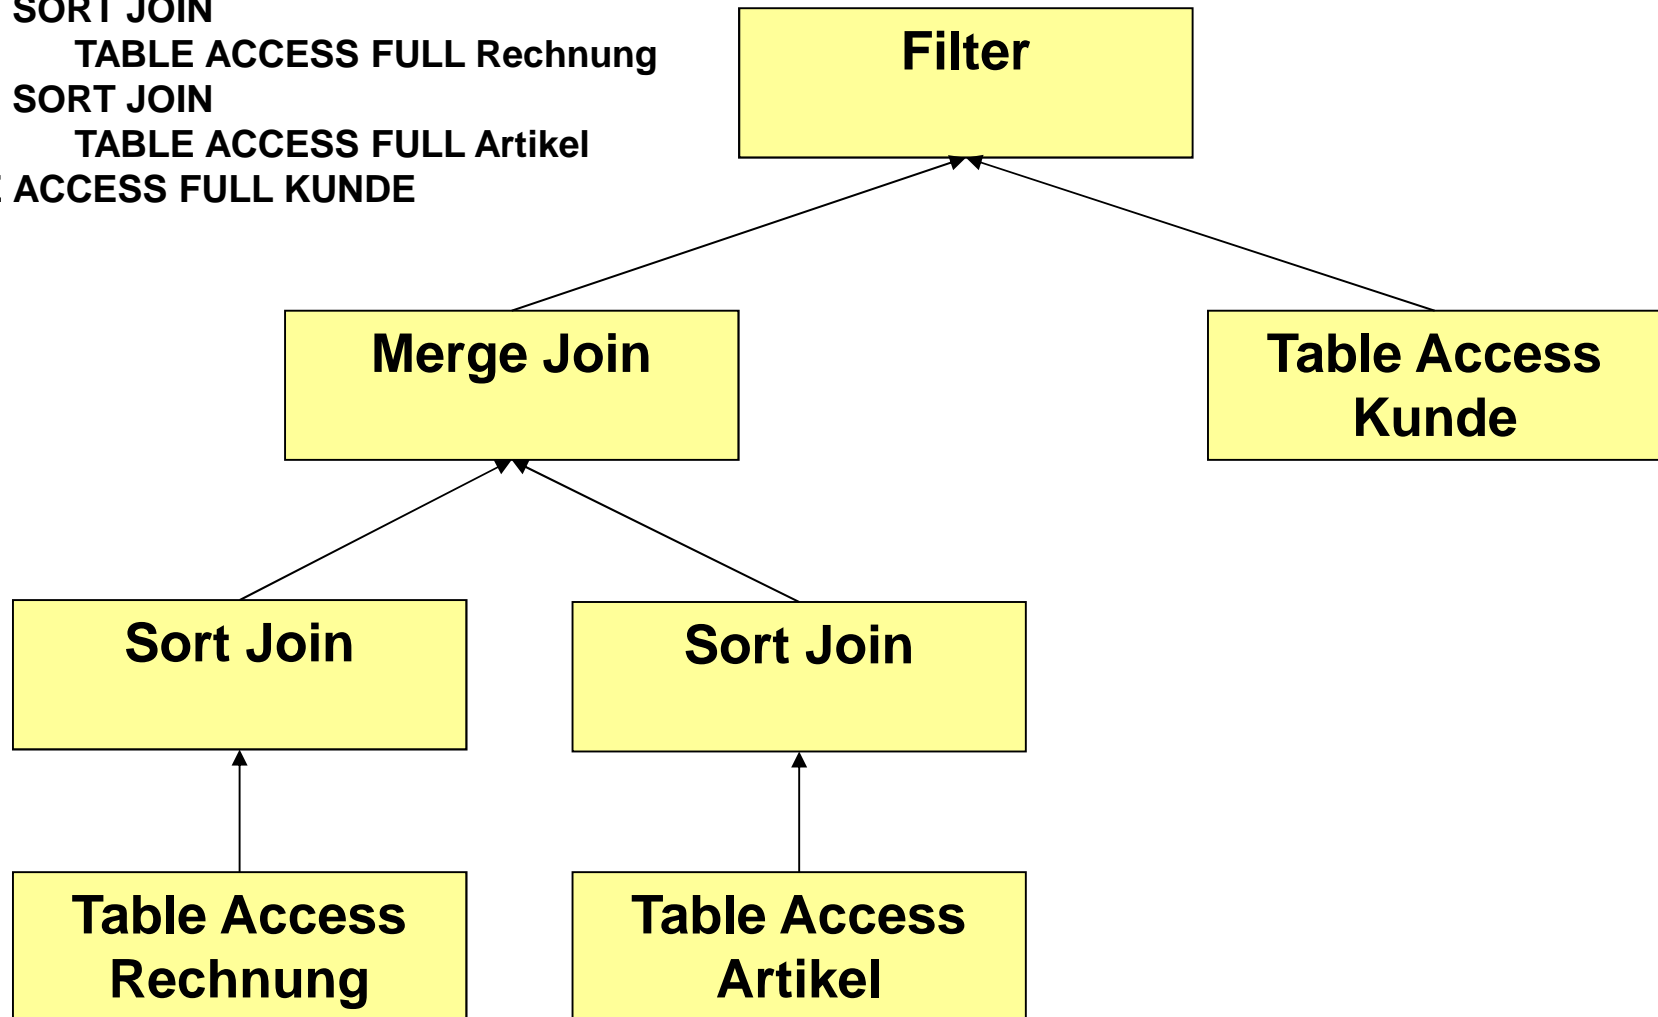 SORT JOIN
TABLE ACCESS FULL Rechnung
SORT JOIN
TABLE ACCESS FULL Artikel
ACCESS FULL KUNDE
Filter
Merge Join
Table Access
Kunde
Sort Join
Sort Join
Table Access
Rechnung
Table Access
Artikel